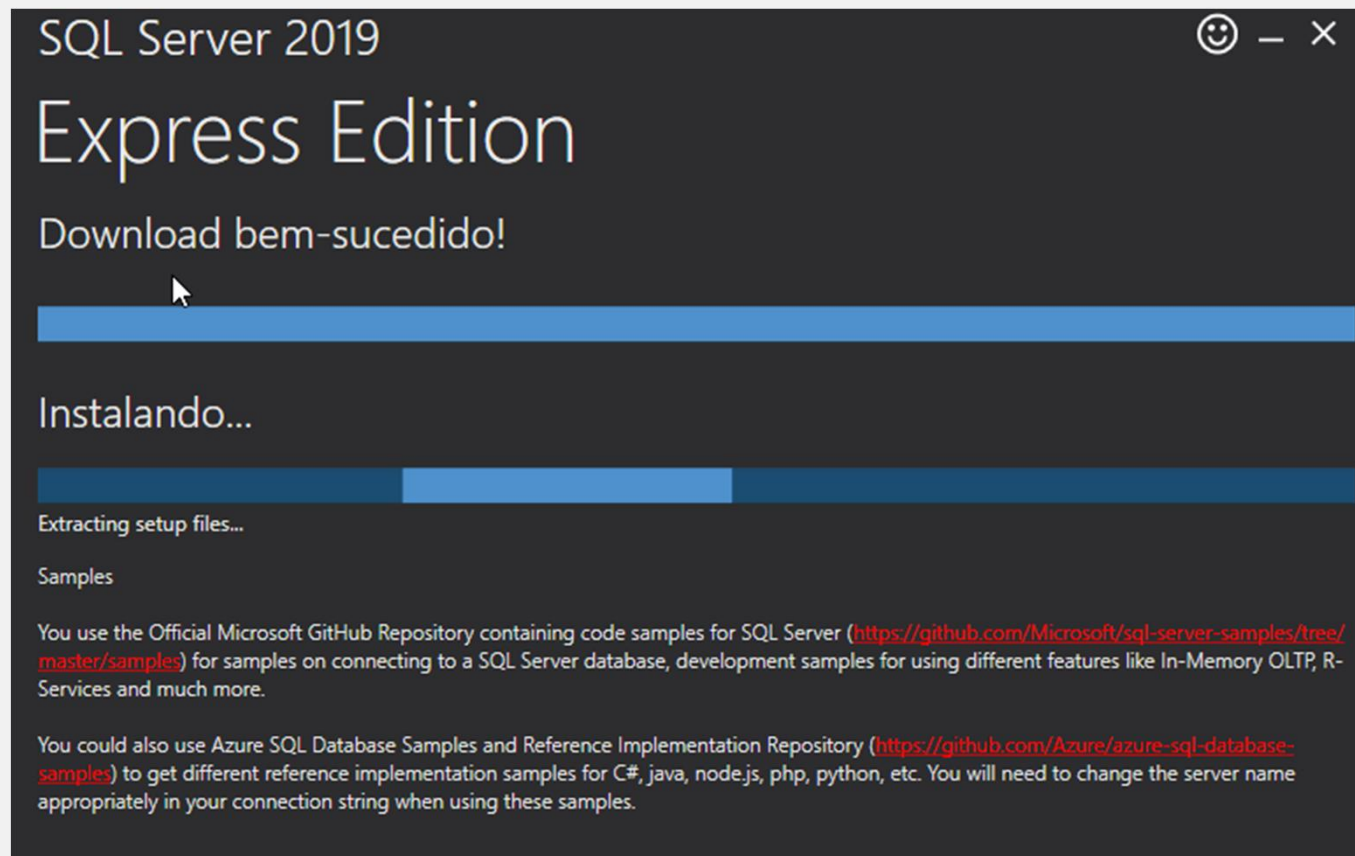 SQL Server 2019
Express Edition
Download bem-sucedido!
Instalando...
Extracting setup files...
Samples
You use the Official Microsoft GitHub Repository containing code samples for SQL Server (https://github.com/Microsoft/sql-server-samples/tree/
master/samples) for samples on connecting to a SQL Server database, development samples for using different features like In-Memory OLTP, R-
Services and much more.
You could also use Azure SQL Database Samples and Reference Implementation Repository (https://github.com/Azure/azure-sql-database-
samples) to get different reference implementation samples for C#, java, node.js, php, python, etc. You will need to change the server name
appropriately in your connection string when using these samples.